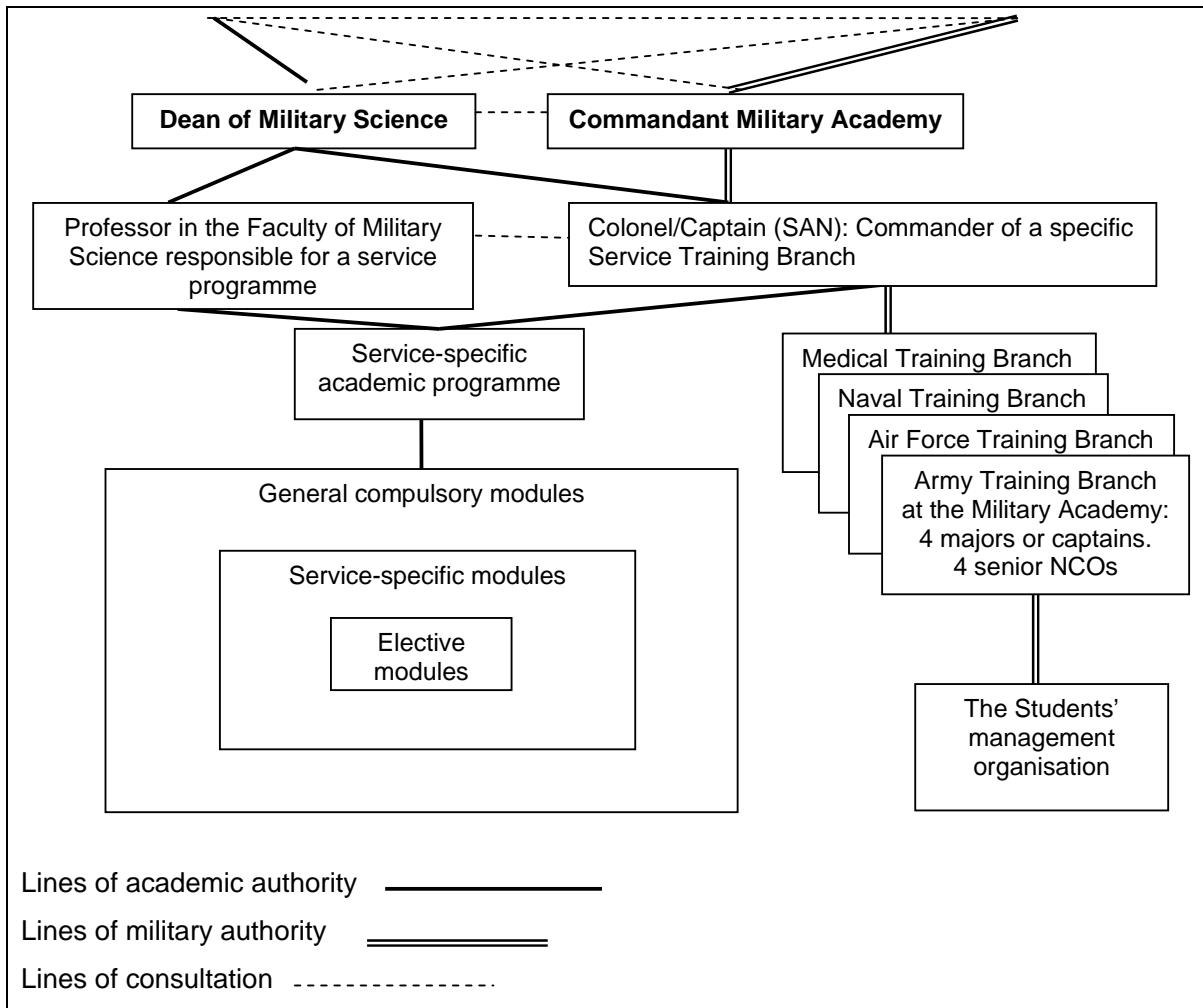 Dean of Military Science
Commandant Military Academy
Professor in the Faculty of Military
Science responsible for a service
programme
Colonel/Captain (SAN): Commander of a specific
Service Training Branch
Service-specific
academic programme
Medical Training Branch
Naval Training Branch
Air Force Training Branch
Army Training Branch
at the Military Academy:
4 majors or captains.
4 senior NCOs
General compulsory modules
Service-specific modules
Elective
modules
The Students’
management
organisation
Lines of academic authority
Lines of military authority
Lines of consultation